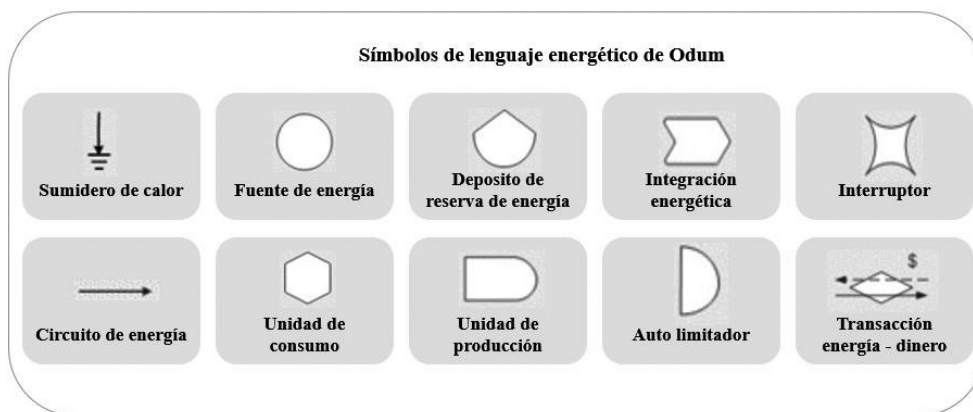 Símbolos de lenguaje energético de Odum
Sumidero de calor
Fuente de energía
Deposito de
reserva de energía
Integración
energética
Interruptor
Circuito de energía
Unidad de
consumo
Unidad de
producción
Auto limitador
$
Transacción
energía - dinero